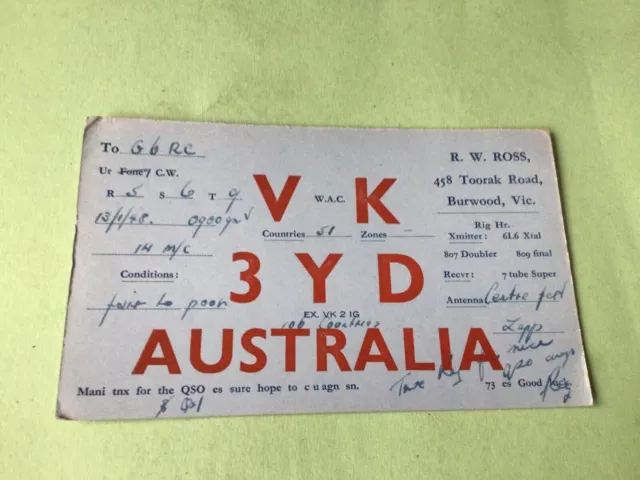 To G6RC
Ur Fone/ C.W.
R 5 S 6 T 9
13/1/48. 0900
14 M/C
Conditions:
fair to poor
V K
W.A.C.
Countries 51 Zones
3 Y D
EX. VK 2 IG
100 Countries
AUSTRALIA
R. W. ROSS,
458 Toorak Road,
Burwood, Vic.
Rig Hr.
Xmitter: 6L6 Xtal
807 Doubler 809 final
Recvr: 7 tube Super
Antenna Centre fed
Zepp
Mani tnx for the QSO es sure hope to c u agn sn.
73 es Good
nice
QSO